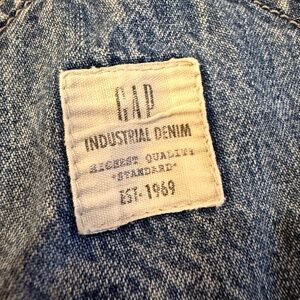 GAP
INDUSTRIAL DENIM
HIGHEST QUALITY
"STANDARD"
EST. 1969